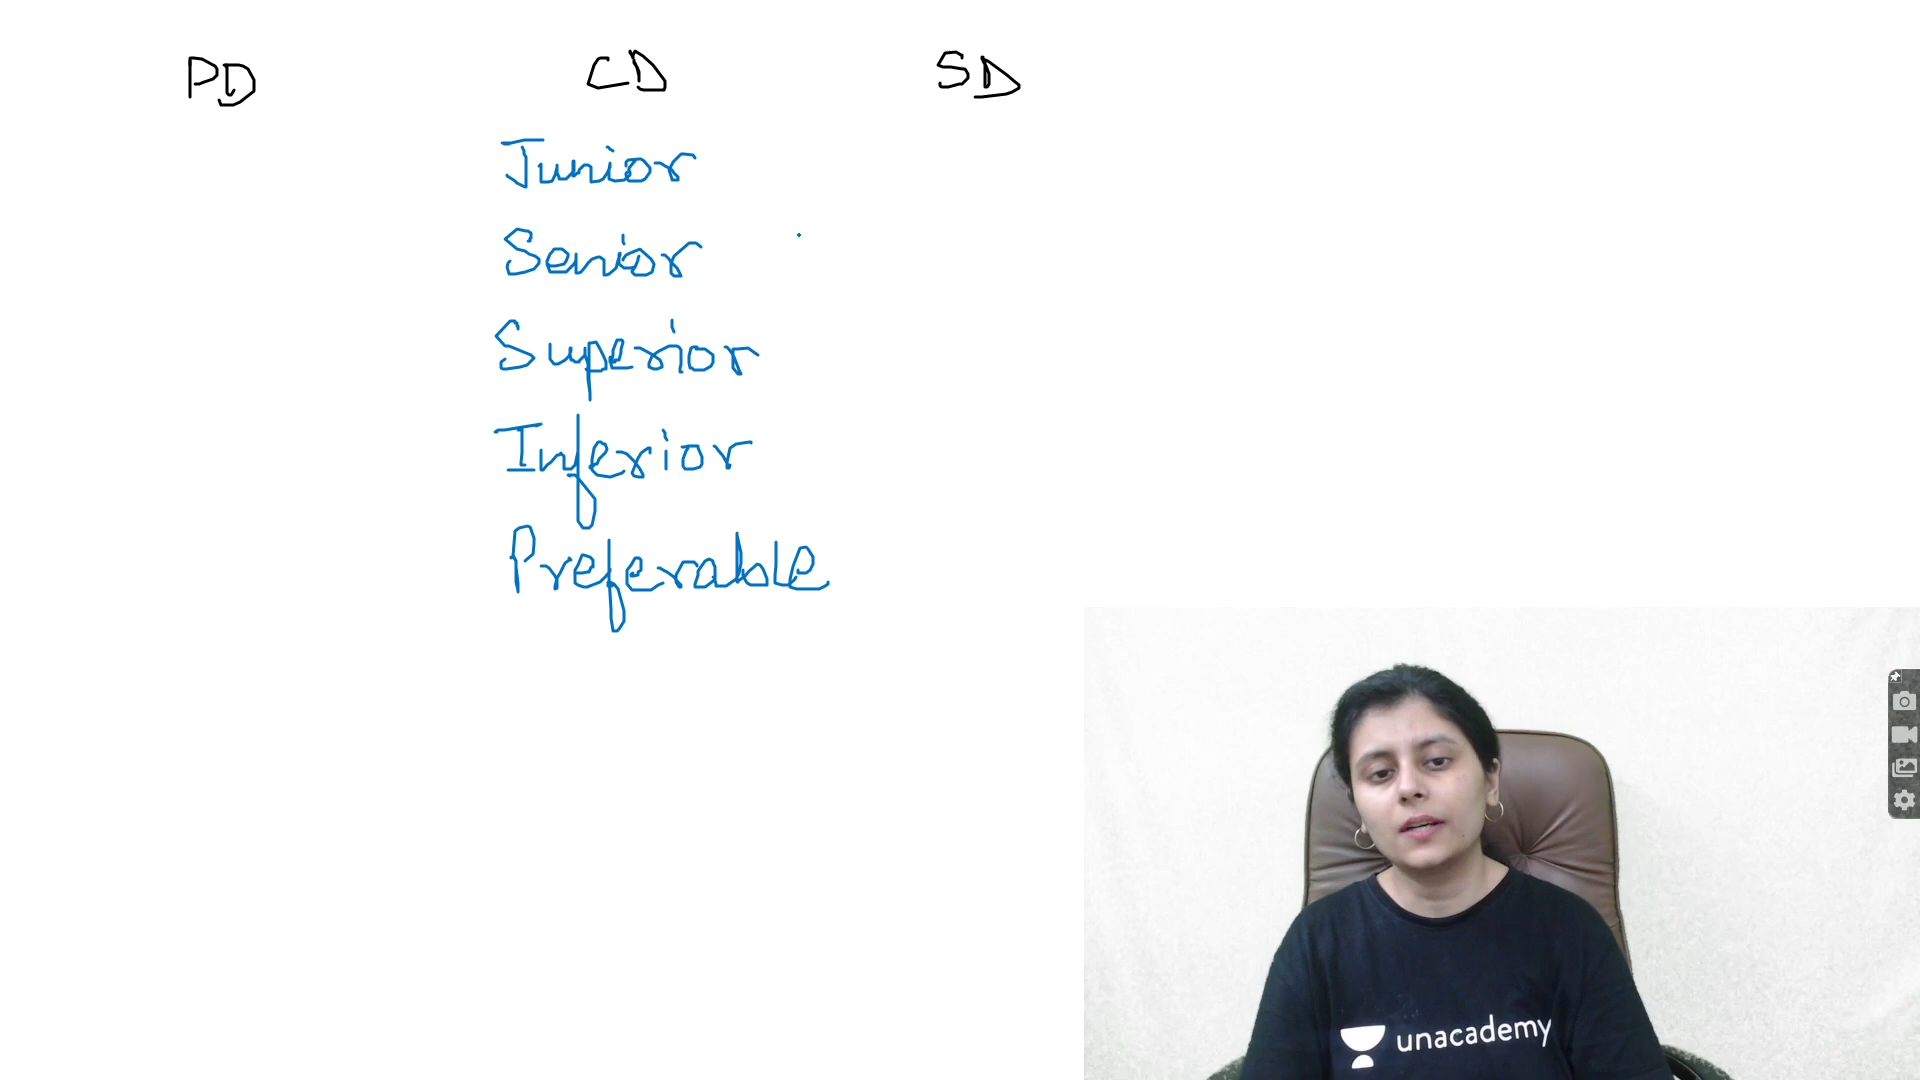 PD CD SD
Junior
Senior
Superior
Inferior
Preferable
unacademy